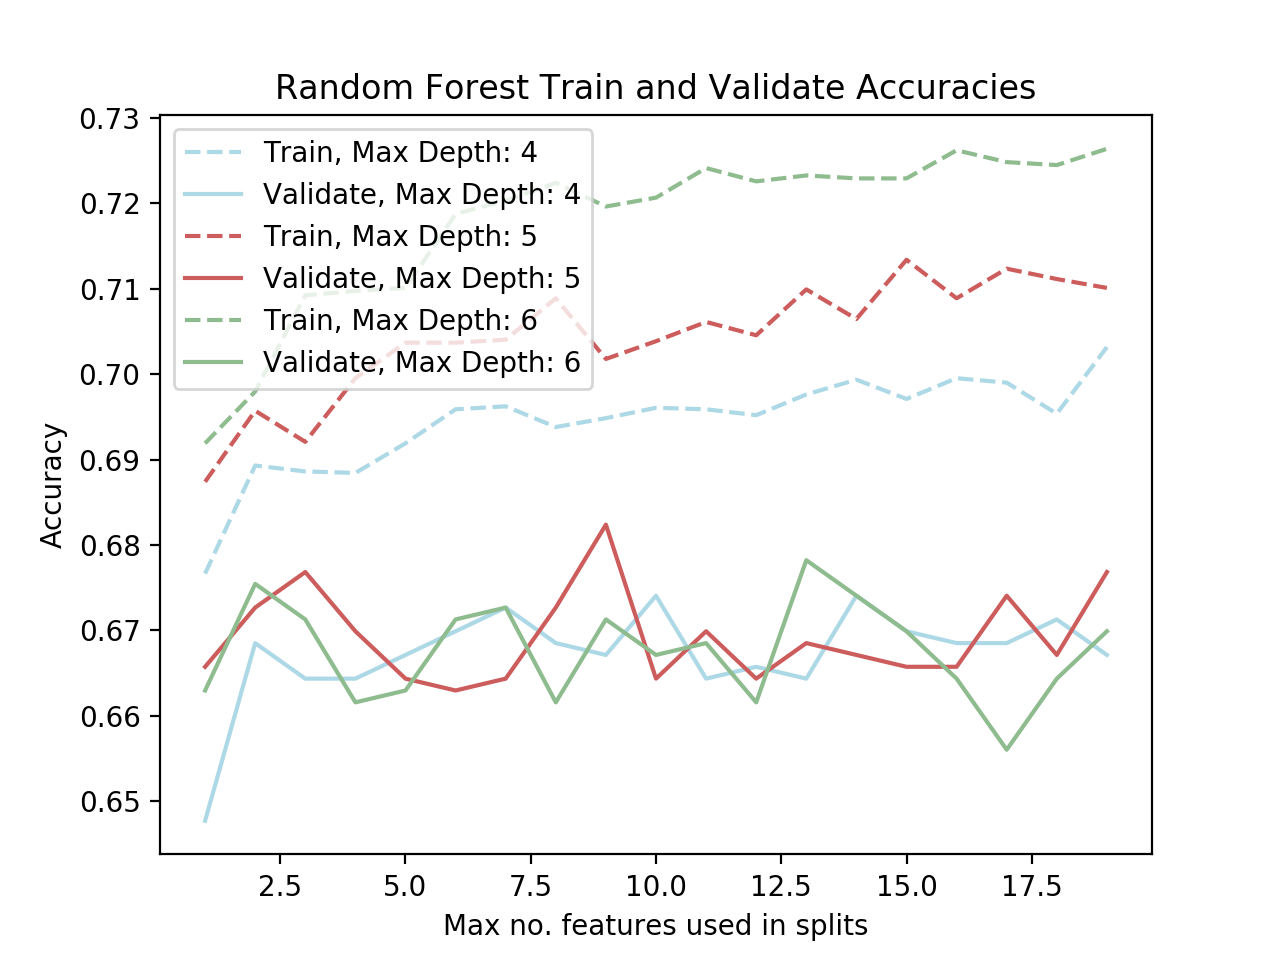 Random Forest Train and Validate Accuracies
0.73
0.72
0.71
0.70
0.69
0.68
0.67
0.66
0.65
Accuracy
Train, Max Depth: 4
Validate, Max Depth: 4
Train, Max Depth: 5
Validate, Max Depth: 5
Train, Max Depth: 6
Validate, Max Depth: 6
2.5 5.0 7.5 10.0 12.5 15.0 17.5
Max no. features used in splits